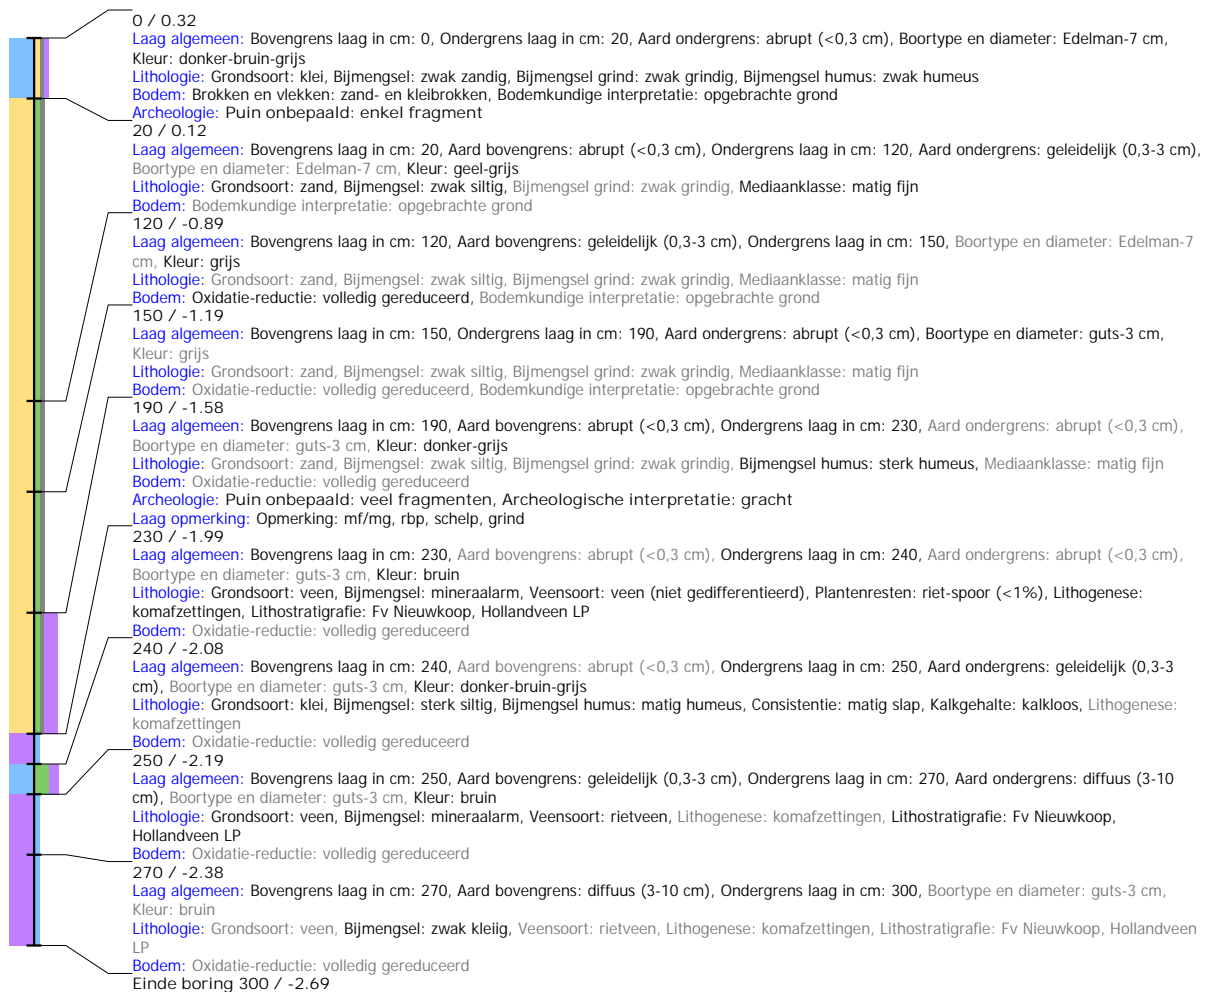 0 / 0.32
Laag algemeen: Bovengrens laag in cm: 0, Ondergrens laag in cm: 20, Aard ondergrens: abrupt (<0,3 cm), Boortype en diameter: Edelman-7 cm,
Kleur: donker-bruin-grijs
Lithologie: Grondsoort: klei, Bijmengsel: zwak zandig, Bijmengsel grind: zwak grindig, Bijmengsel humus: zwak humeus
Bodem: Brokken en vlekken: zand- en kleibrokken, Bodemkundige interpretatie: opgebrachte grond
Archeologie: Puin onbepaald: enkel fragment
20 / 0.12
Laag algemeen: Bovengrens laag in cm: 20, Aard bovengrens: abrupt (<0,3 cm), Ondergrens laag in cm: 120, Aard ondergrens: geleidelijk (0,3-3 cm),
Boortype en diameter: Edelman-7 cm, Kleur: geel-grijs
Lithologie: Grondsoort: zand, Bijmengsel: zwak siltig, Bijmengsel grind: zwak grindig, Mediaanklasse: matig fijn
Bodem: Bodemkundige interpretatie: opgebrachte grond
120 / -0.89
Laag algemeen: Bovengrens laag in cm: 120, Aard bovengrens: geleidelijk (0,3-3 cm), Ondergrens laag in cm: 150, Boortype en diameter: Edelman-7
cm, Kleur: grijs
Lithologie: Grondsoort: zand, Bijmengsel: zwak siltig, Bijmengsel grind: zwak grindig, Mediaanklasse: matig fijn
Bodem: Oxidatie-reductie: volledig gereduceerd, Bodemkundige interpretatie: opgebrachte grond
150 / -1.19
Laag algemeen: Bovengrens laag in cm: 150, Ondergrens laag in cm: 190, Aard ondergrens: abrupt (<0,3 cm), Boortype en diameter: guts-3 cm,
Kleur: grijs
Lithologie: Grondsoort: zand, Bijmengsel: zwak siltig, Bijmengsel grind: zwak grindig, Mediaanklasse: matig fijn
Bodem: Oxidatie-reductie: volledig gereduceerd, Bodemkundige interpretatie: opgebrachte grond
190 / -1.58
Laag algemeen: Bovengrens laag in cm: 190, Aard bovengrens: abrupt (<0,3 cm), Ondergrens laag in cm: 230, Aard ondergrens: abrupt (<0,3 cm),
Boortype en diameter: guts-3 cm, Kleur: donker-grijs
Lithologie: Grondsoort: zand, Bijmengsel: zwak siltig, Bijmengsel grind: zwak grindig, Bijmengsel humus: sterk humeus, Mediaanklasse: matig fijn
Bodem: Oxidatie-reductie: volledig gereduceerd
Archeologie: Puin onbepaald: veel fragmenten, Archeologische interpretatie: gracht
Laag opmerking: Opmerking: mf/mg, rbp, schelp, grind
230 / -1.99
Laag algemeen: Bovengrens laag in cm: 230, Aard bovengrens: abrupt (<0,3 cm), Ondergrens laag in cm: 240, Aard ondergrens: abrupt (<0,3 cm),
Boortype en diameter: guts-3 cm, Kleur: bruin
Lithologie: Grondsoort: veen, Bijmengsel: mineraalarm, Veensoort: veen (niet gedifferentieerd), Plantenresten: riet-spoor (<1%), Lithogenese:
komafzettingen, Lithostratigrafie: Fv Nieuwkoop, Hollandveen LP
Bodem: Oxidatie-reductie: volledig gereduceerd
240 / -2.08
Laag algemeen: Bovengrens laag in cm: 240, Aard bovengrens: abrupt (<0,3 cm), Ondergrens laag in cm: 250, Aard ondergrens: geleidelijk (0,3-3
cm), Boortype en diameter: guts-3 cm, Kleur: donker-bruin-grijs
Lithologie: Grondsoort: klei, Bijmengsel: sterk siltig, Bijmengsel humus: matig humeus, Consistentie: matig slap, Kalkgehalte: kalkloos, Lithogenese:
komafzettingen
Bodem: Oxidatie-reductie: volledig gereduceerd
250 / -2.19
Laag algemeen: Bovengrens laag in cm: 250, Aard bovengrens: geleidelijk (0,3-3 cm), Ondergrens laag in cm: 270, Aard ondergrens: diffuus (3-10
cm), Boortype en diameter: guts-3 cm, Kleur: bruin
Lithologie: Grondsoort: veen, Bijmengsel: mineraalarm, Veensoort: rietveen, Lithogenese: komafzettingen, Lithostratigrafie: Fv Nieuwkoop,
Hollandveen LP
Bodem: Oxidatie-reductie: volledig gereduceerd
270 / -2.38
Laag algemeen: Bovengrens laag in cm: 270, Aard bovengrens: diffuus (3-10 cm), Ondergrens laag in cm: 300, Boortype en diameter: guts-3 cm,
Kleur: bruin
Lithologie: Grondsoort: veen, Bijmengsel: zwak kleiig, Veensoort: rietveen, Lithogenese: komafzettingen, Lithostratigrafie: Fv Nieuwkoop, Hollandveen
LP
Bodem: Oxidatie-reductie: volledig gereduceerd
Einde boring 300 / -2.69